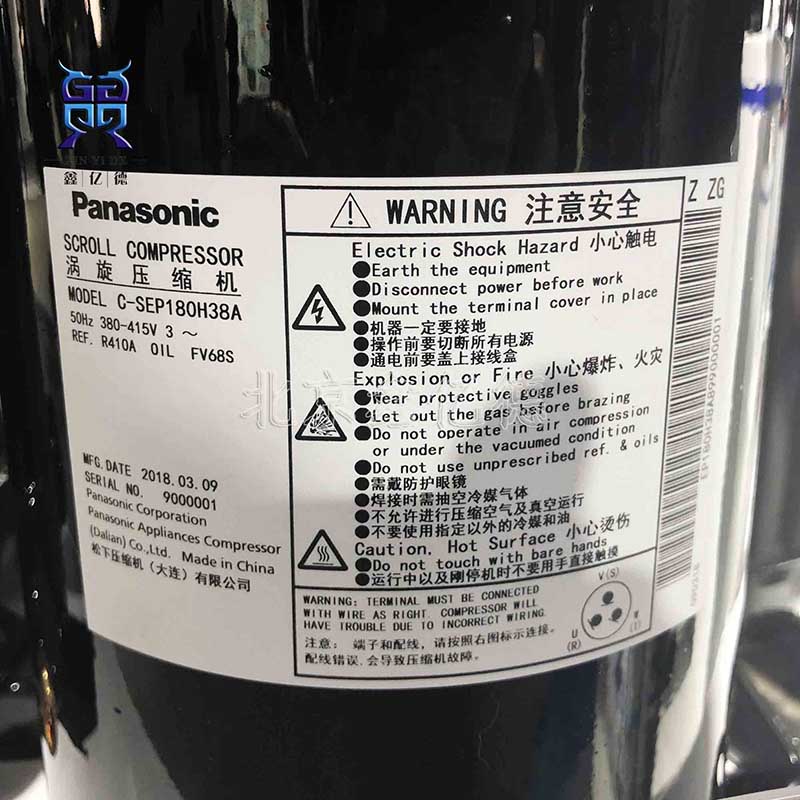 XIN YI DE
鑫 亿 德
Panasonic
SCROLL COMPRESSOR
涡旋压缩机
MODEL C-SEP180H38A
50Hz 380-415V 3 ～
REF. R410A OIL FV68S
MFG.DATE 2018.03.09
SERIAL NO. 9000001
Panasonic Corporation
Panasonic Appliances Compressor
(Dalian) Co.,Ltd. Made in China
松下压缩机（大连）有限公司
WARNING 注意安全
Electric Shock Hazard 小心触电
●Earth the equipment
●Disconnect power before work
●Mount the terminal cover in place
●机器一定要接地
●操作前要切断所有电源
●通电前要盖上接线盒
Explosion or Fire 小心爆炸、火灾
●Wear protective goggles
●Let out the gas before brazing
●Do not operate in air compression
or under the vacuumed condition
●Do not use unprescribed ref. & oils
●需戴防护眼镜
●焊接时需抽空冷媒气体
●不允许进行压缩空气及真空运行
●不要使用指定以外的冷媒和油
Caution, Hot Surface 小心烫伤
●Do not touch with bare hands
●运行中以及刚停机时不要用手直接触摸
WARNING: TERMINAL MUST BE CONNECTED
WITH WIRE AS RIGHT. COMPRESSOR WILL
HAVE TROUBLE DUE TO INCORRECT WIRING.
注意： 端子和配线，请按照右图标示连接。
配线错误，会导致压缩机故障。
V(S)
U
(R)
W
(T)
Z ZG
EP180H38A899000001
北京 亿德